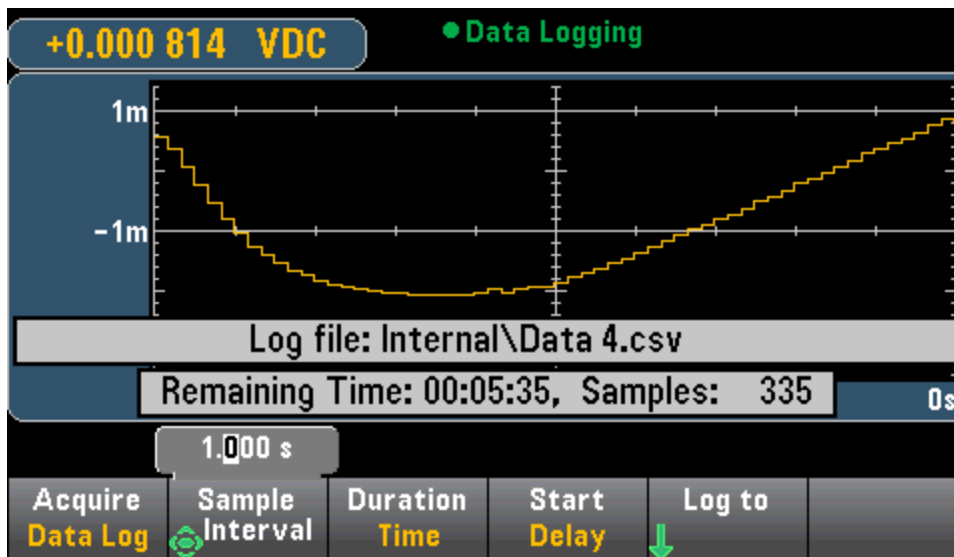 +0.000 814 VDC
Data Logging
1m
-1m
Log file: Internal\Data 4.csv
Remaining Time: 00:05:35, Samples: 335
0s
1.000 s
Acquire
Data Log
Sample
Interval
Duration
Time
Start
Delay
Log to